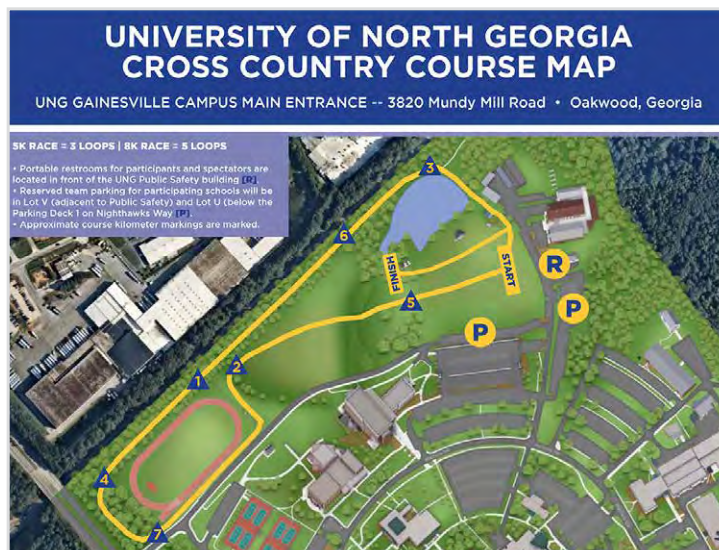 UNIVERSITY OF NORTH GEORGIA
CROSS COUNTRY COURSE MAP
UNG GAINESVILLE CAMPUS MAIN ENTRANCE -- 3820 Mundy Mill Road • Oakwood, Georgia
5K RACE = 3 LOOPS | 8K RACE = 5 LOOPS
• Portable restrooms for participants and spectators are
located in front of the UNG Public Safety building [R].
• Reserved team parking for participating schools will be
in Lot V (adjacent to Public Safety) and Lot U (below the
Parking Deck 1 on Nighthawks Way [P].
• Approximate course kilometer markings are marked.
3
6
FINISH
START
R
5
P
P
2
1
4
7